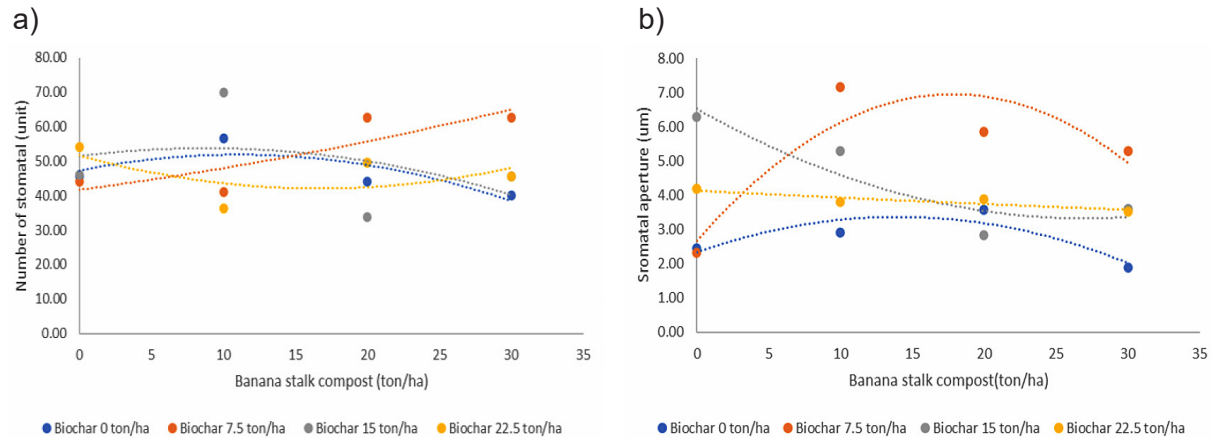 a)
80.00
70.00
60.00
50.00
40.00
30.00
20.00
10.00
0.00
Number of stomatal (unit)
0 5 10 15 20 25 30 35
Banana stalk compost (ton/ha)
Biochar 0 ton/ha Biochar 7.5 ton/ha Biochar 15 ton/ha Biochar 22.5 ton/ha
b)
8.00
7.00
6.00
5.00
4.00
3.00
2.00
1.00
0.00
Sromatal aperture (um)
0 5 10 15 20 25 30 35
Banana stalk compost(ton/ha)
Biochar 0 ton/ha Biochar 7.5 ton/ha Biochar 15 ton/ha Biochar 22.5 ton/ha